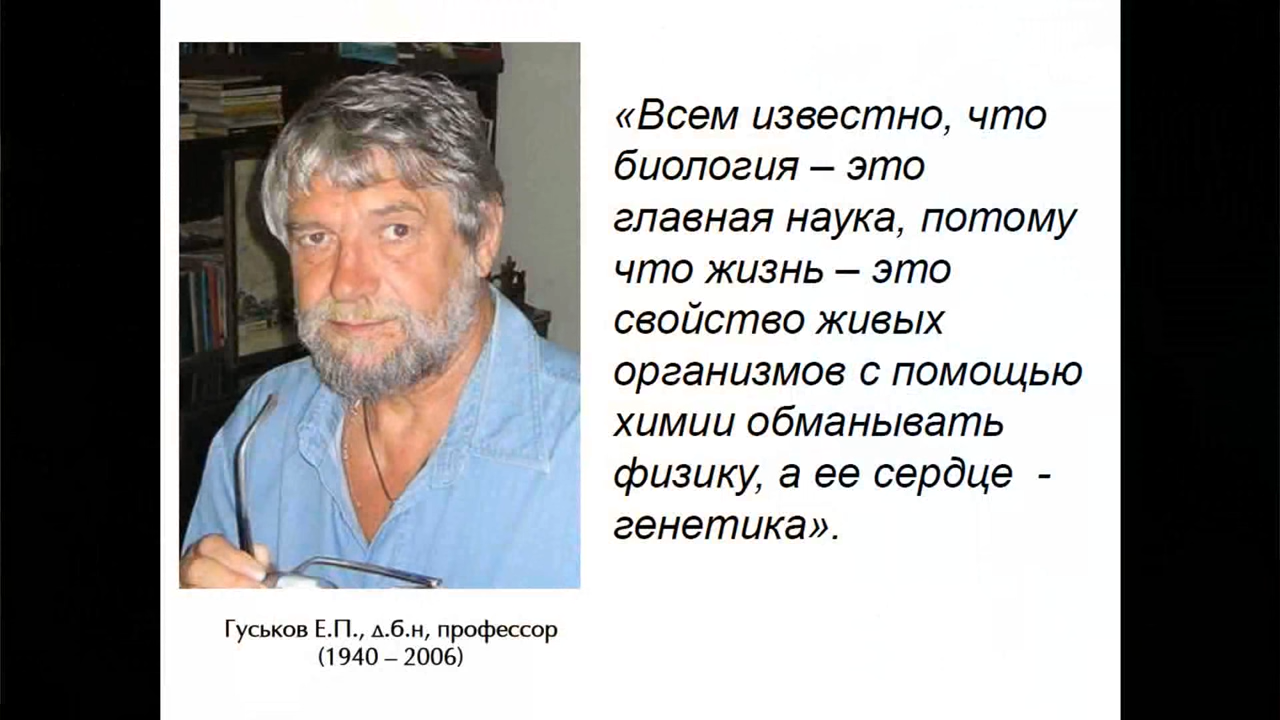 «Всем известно, что
биология – это
главная наука, потому
что жизнь – это
свойство живых
организмов с помощью
химии обманывать
физику, а ее сердце  -
генетика».
Гуськов Е.П., д.б.н, профессор
(1940 – 2006)